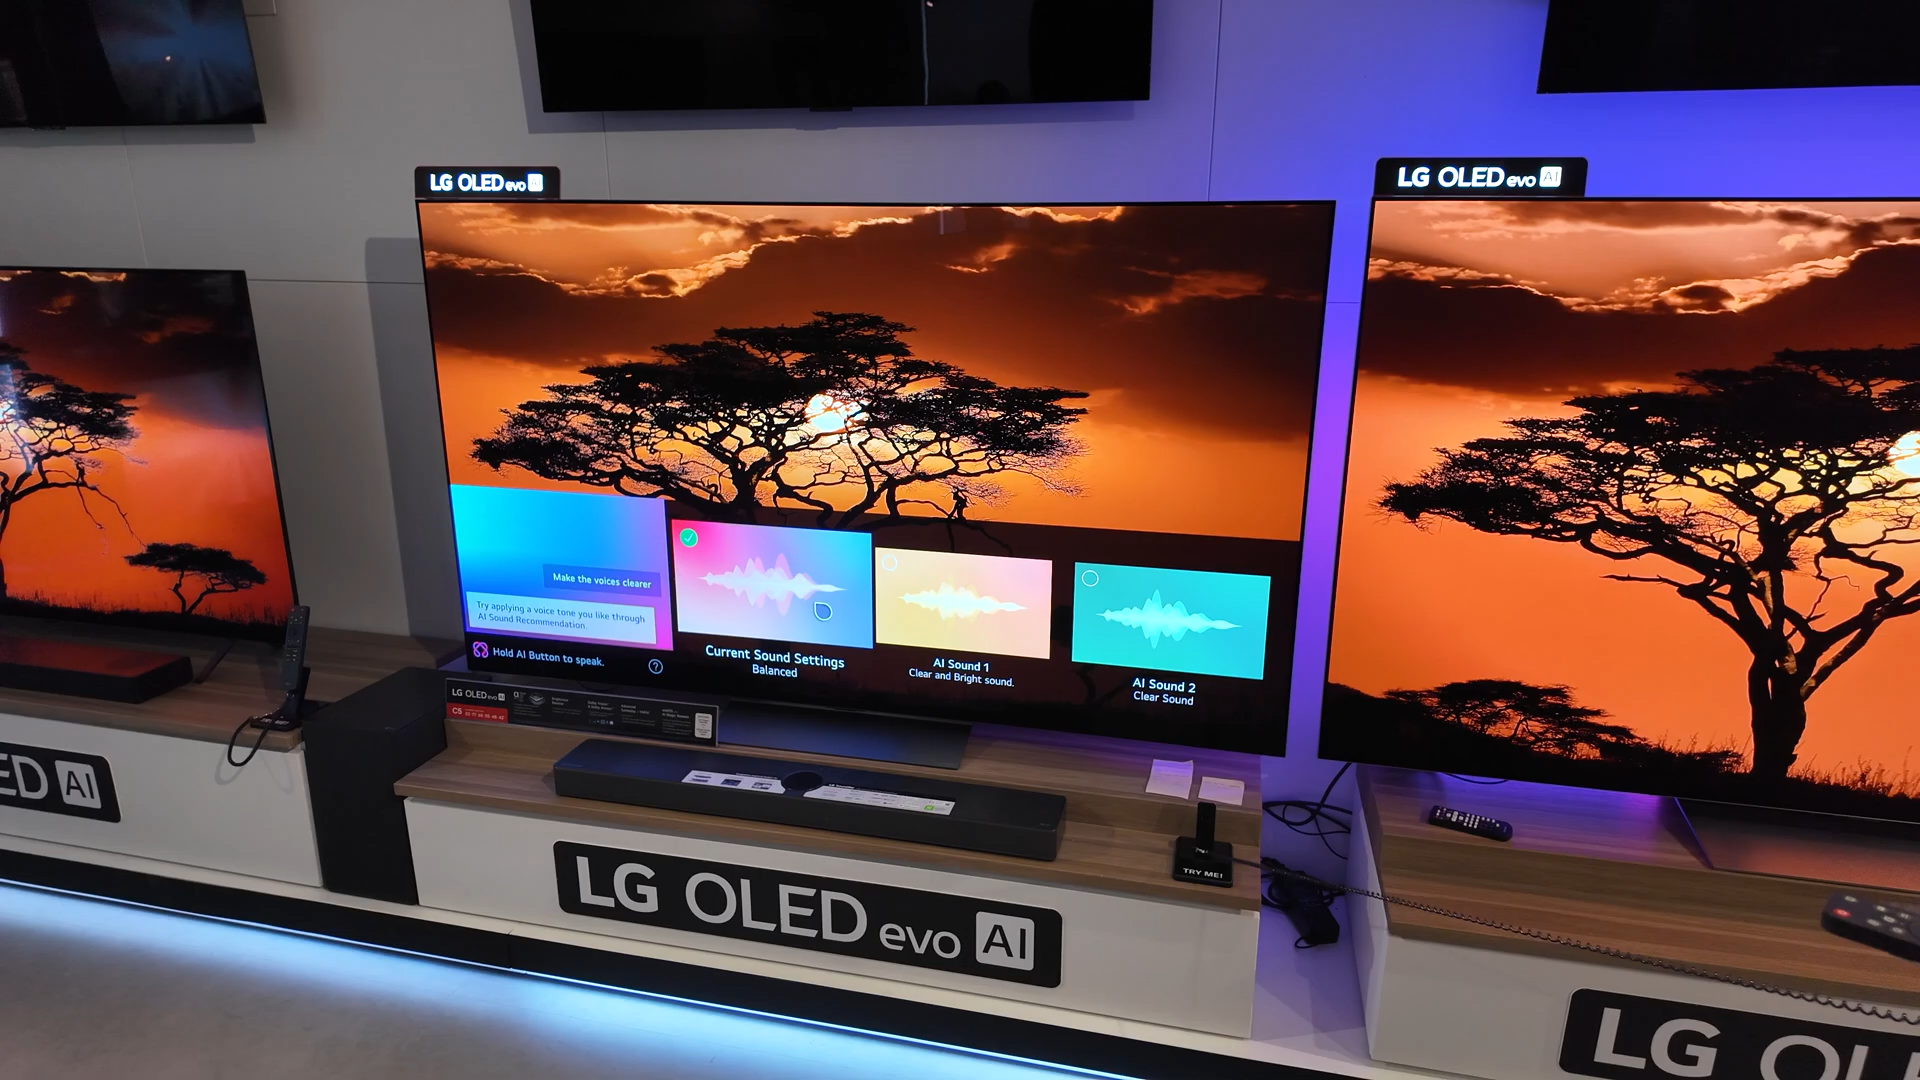 LG OLED evo AI
LG OLED evo AI
Make the voices clearer
Try applying a voice tone you like through
AI Sound Recommendation.
Hold AI Button to speak.
?
Current Sound Settings
Balanced
AI Sound 1
Clear and Bright sound.
AI Sound 2
Clear Sound
LG OLED evo AI
C5
TRY ME!
ED AI
LG OLED evo AI
LG OL